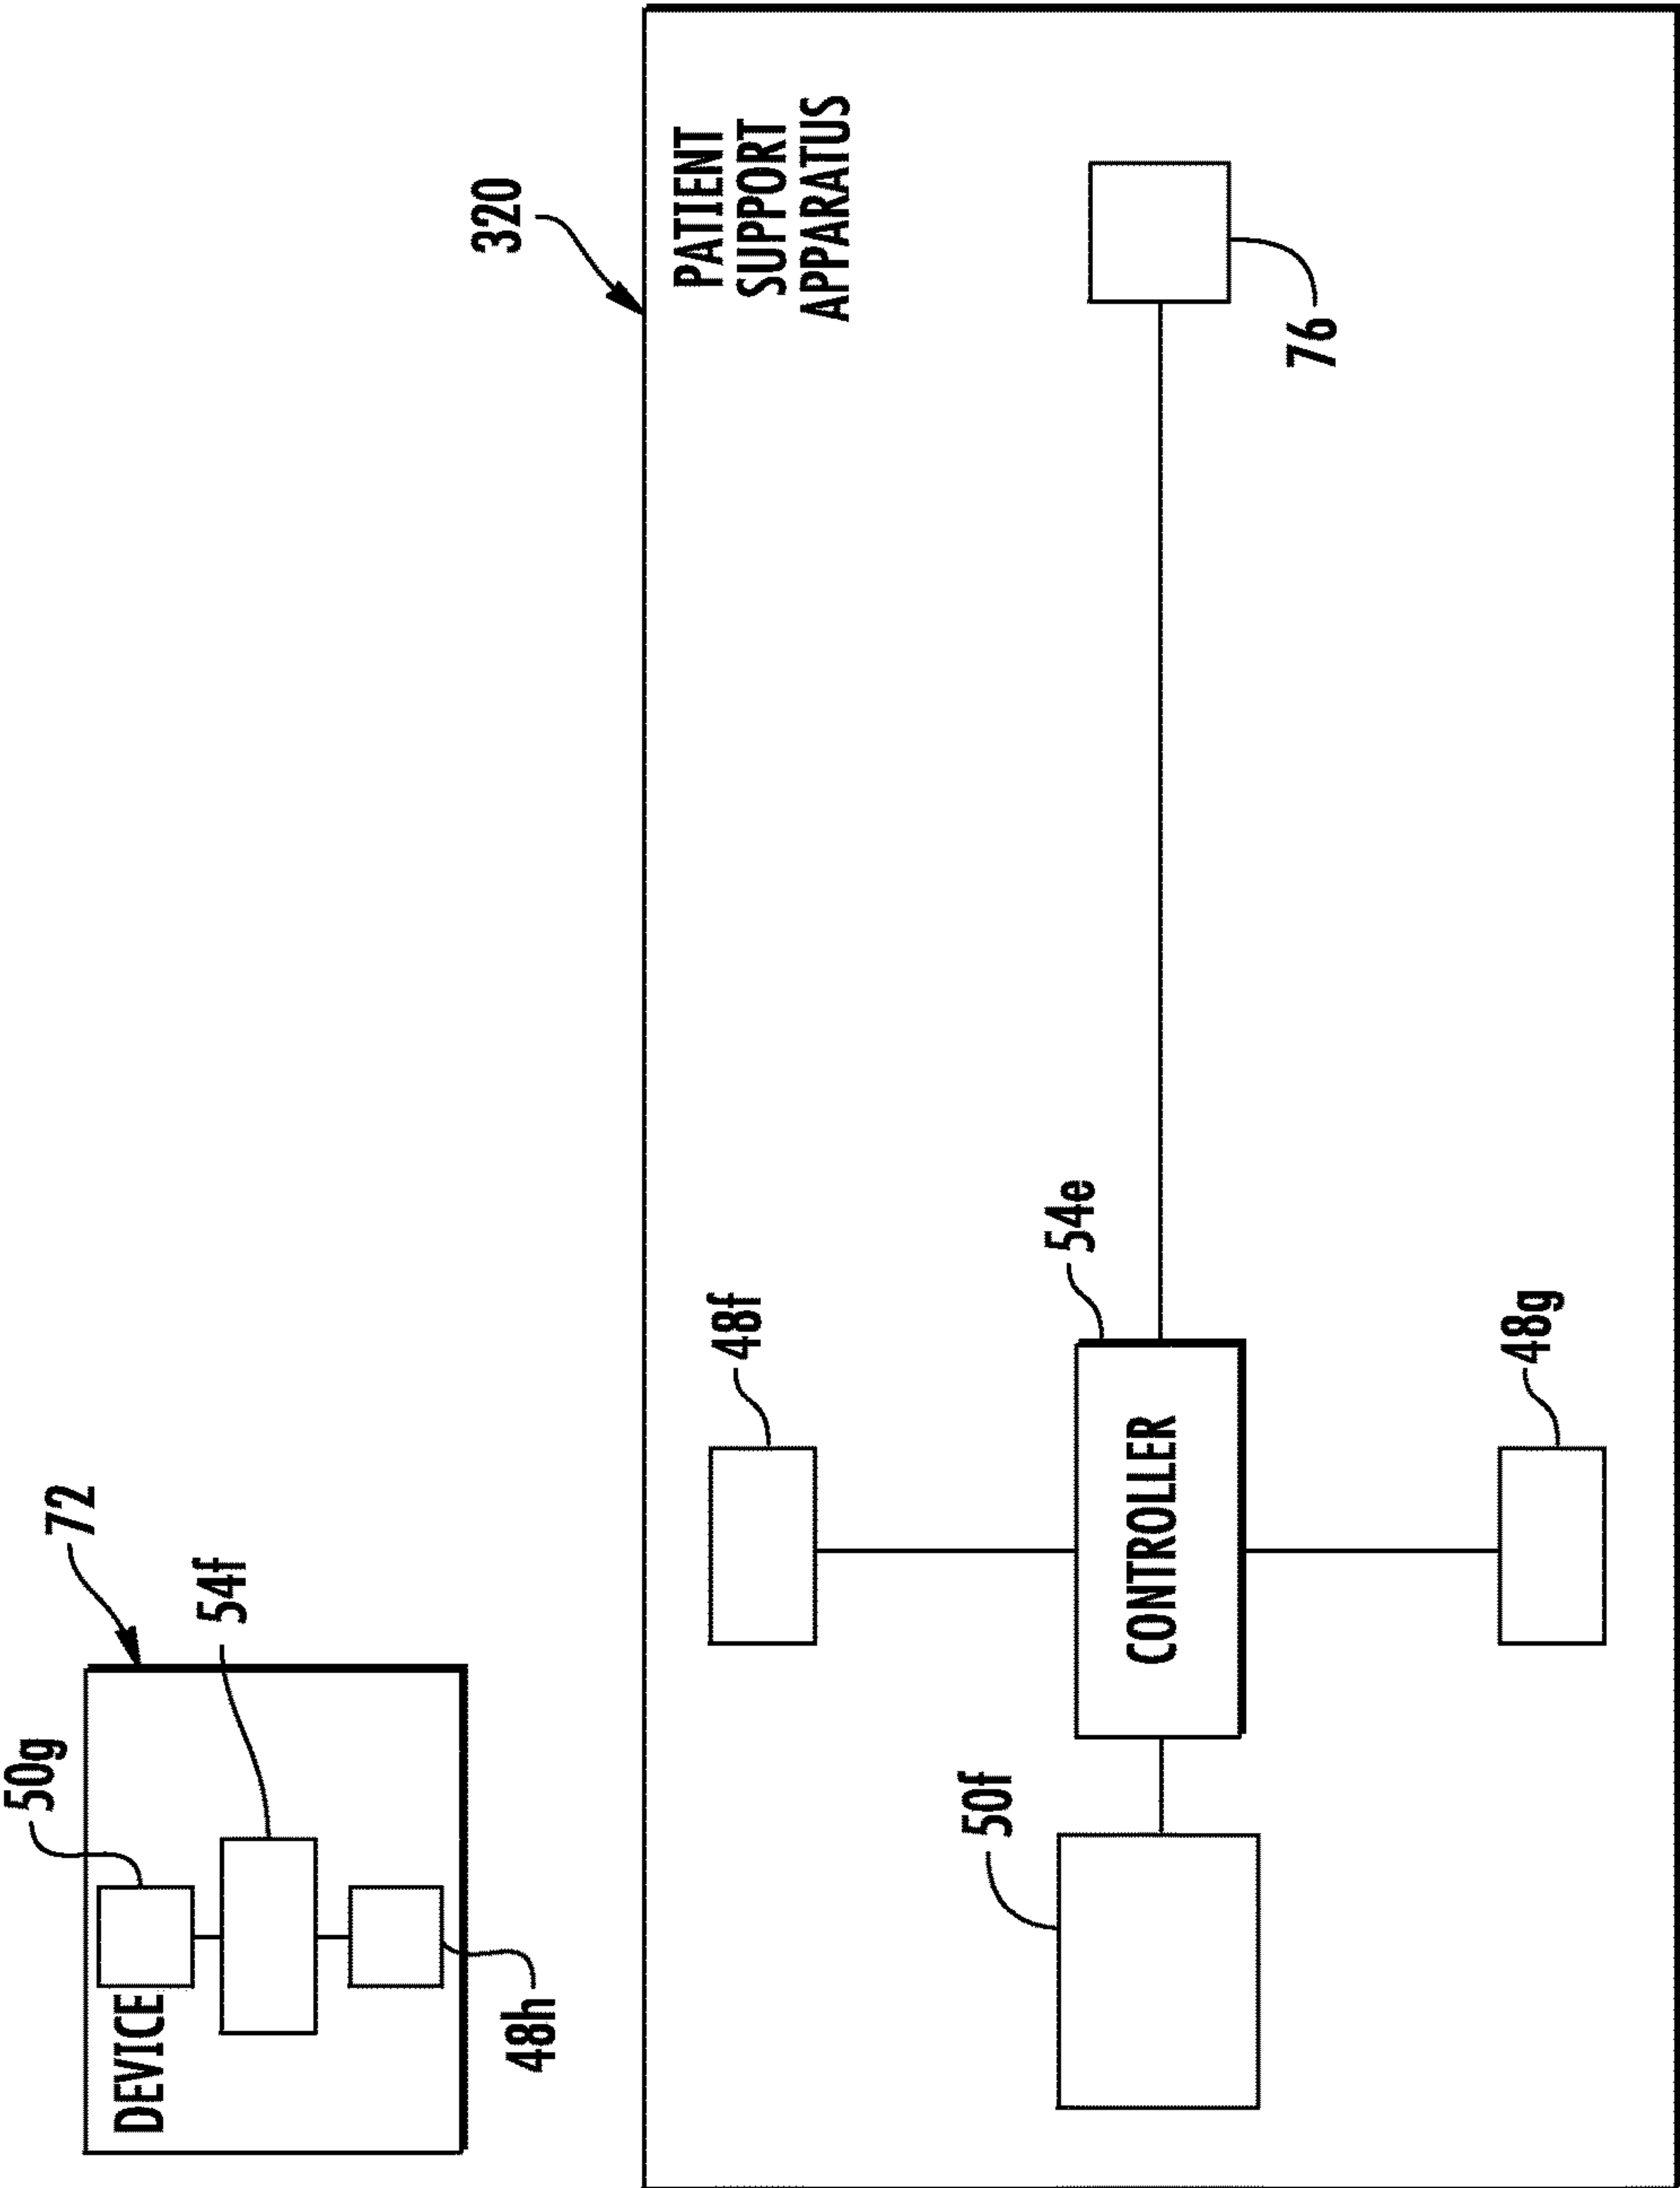 72
50g
54f
DEVICE
48h
320
PATIENT
SUPPORT
APPARATUS
48f
54e
50f
CONTROLLER
76
48g